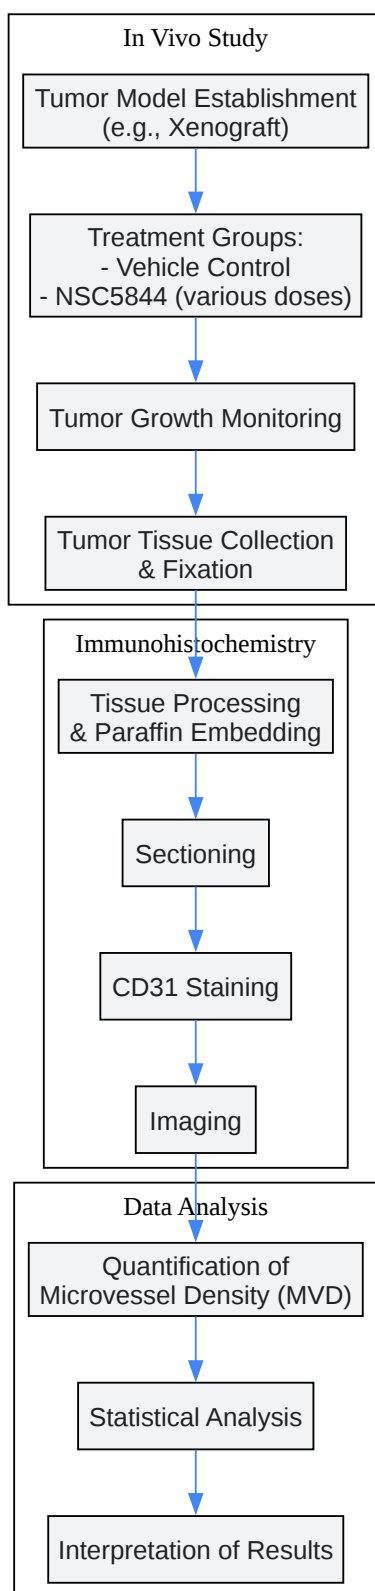 In Vivo Study
Tumor Model Establishment
(e.g., Xenograft)
Treatment Groups:
- Vehicle Control
- NSC5844 (various doses)
Tumor Growth Monitoring
Tumor Tissue Collection
& Fixation
Immunohistochemistry
Tissue Processing
& Paraffin Embedding
Sectioning
CD31 Staining
Imaging
Data Analysis
Quantification of
Microvessel Density (MVD)
Statistical Analysis
Interpretation of Results